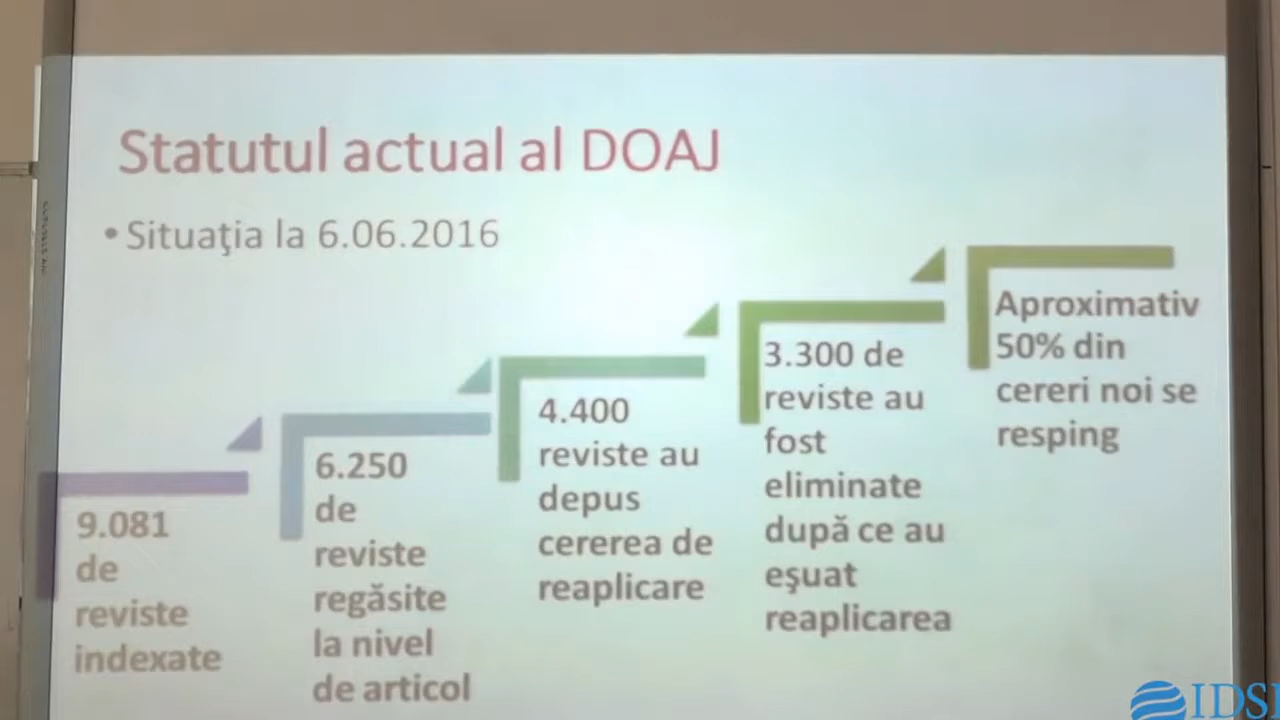 Statutul actual al DOAJ
• Situaţia la 6.06.2016
9.081
de
reviste
indexate
6.250
de
reviste
regăsite
la nivel
de articol
4.400
reviste au
depus
cererea de
reaplicare
3.300 de
reviste au
fost
eliminate
după ce au
eşuat
reaplicarea
Aproximativ
50% din
cereri noi se
resping
IDSI